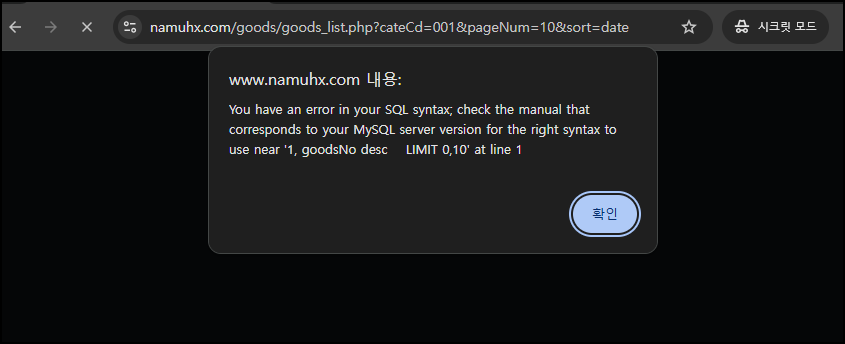 namuhx.com/goods/goods_list.php?cateCd=001&pageNum=10&sort=date
시크릿 모드
www.namuhx.com 내용:
You have an error in your SQL syntax; check the manual that
corresponds to your MySQL server version for the right syntax to
use near '1, goodsNo desc    LIMIT 0,10' at line 1
확인